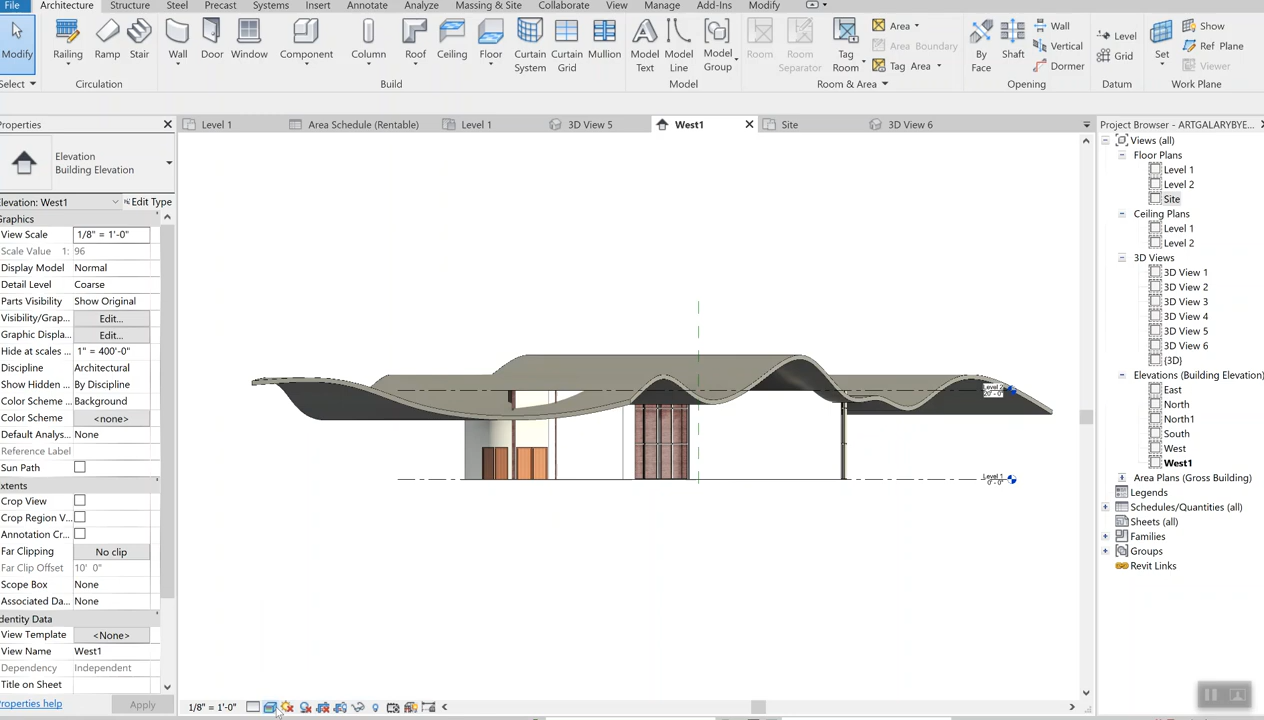 File Architecture Structure Steel Precast Systems Insert Annotate Analyze Massing & Site Collaborate View Manage Add-Ins Modify
Modify Railing Ramp Stair Wall Door Window Component Column Roof Ceiling Floor Curtain System Curtain Grid Mullion Model Text Model Line Model Group Room Room Separator Tag Room Area Area Boundary Tag Area By Face Shaft Wall Vertical Dormer Level Grid Set Show Ref Plane Viewer
Select Circulation Build Model Room & Area Opening Datum Work Plane
Properties
Level 1 Area Schedule (Rentable) Level 1 3D View 5 West1 Site 3D View 6
Project Browser - ARTGALARYBYE...
Elevation
Building Elevation
Elevation: West1 Edit Type
Graphics
View Scale 1/8" = 1'-0"
Scale Value 1: 96
Display Model Normal
Detail Level Coarse
Parts Visibility Show Original
Visibility/Grap... Edit...
Graphic Displa... Edit...
Hide at scales ... 1" = 400'-0"
Discipline Architectural
Show Hidden ... By Discipline
Color Scheme ... Background
Color Scheme <none>
Default Analys... None
Reference Label
Sun Path
Extents
Crop View
Crop Region V...
Annotation Cr...
Far Clipping No clip
Far Clip Offset 10' 0"
Scope Box None
Associated Da... None
Identity Data
View Template <None>
View Name West1
Dependency Independent
Title on Sheet
Properties help Apply
Level 2
20' - 0"
Level 1
0' - 0"
1/8" = 1'-0"
Views (all)
Floor Plans
Level 1
Level 2
Site
Ceiling Plans
Level 1
Level 2
3D Views
3D View 1
3D View 2
3D View 3
3D View 4
3D View 5
3D View 6
{3D}
Elevations (Building Elevation)
East
North
North1
South
West
West1
Area Plans (Gross Building)
Legends
Schedules/Quantities (all)
Sheets (all)
Families
Groups
Revit Links